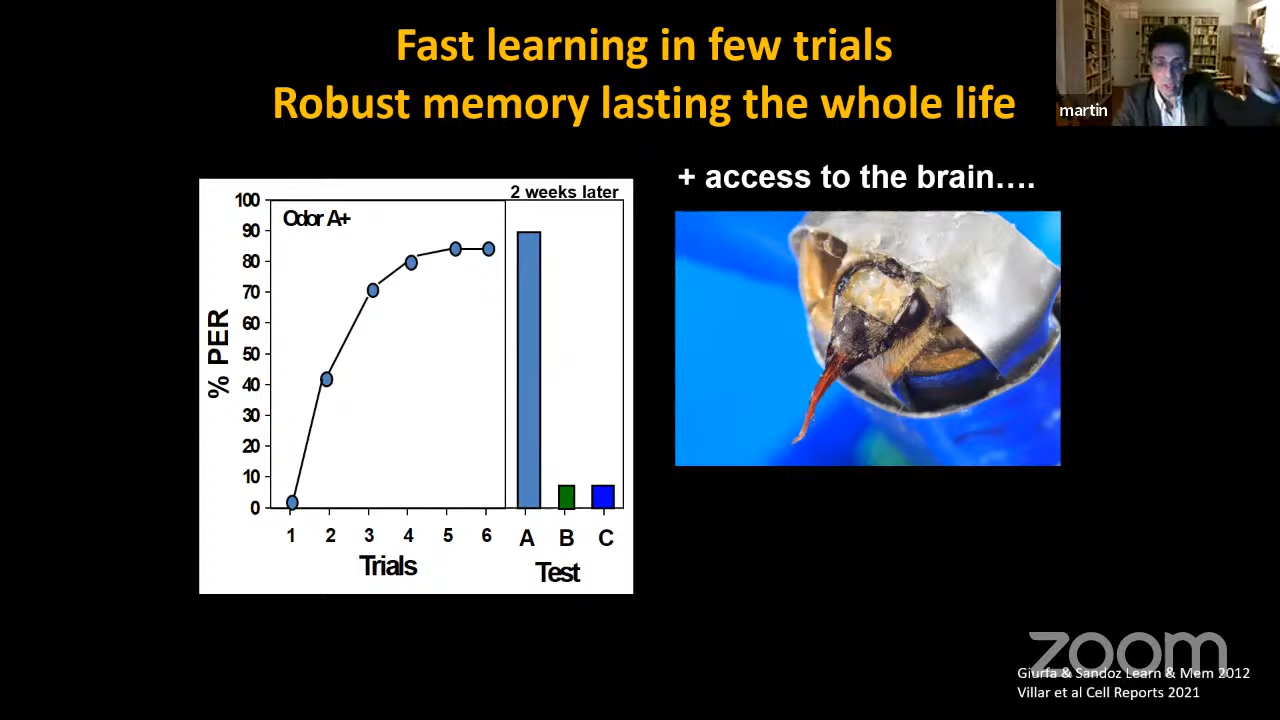 Fast learning in few trials
Robust memory lasting the whole life
martin
+ access to the brain....
2 weeks later
Odor A+
100
90
80
70
60
50
40
30
20
10
0
% PER
1 2 3 4 5 6
A B C
Trials
Test
zoom
Giurfa & Sandoz Learn & Mem 2012
Villar et al Cell Reports 2021